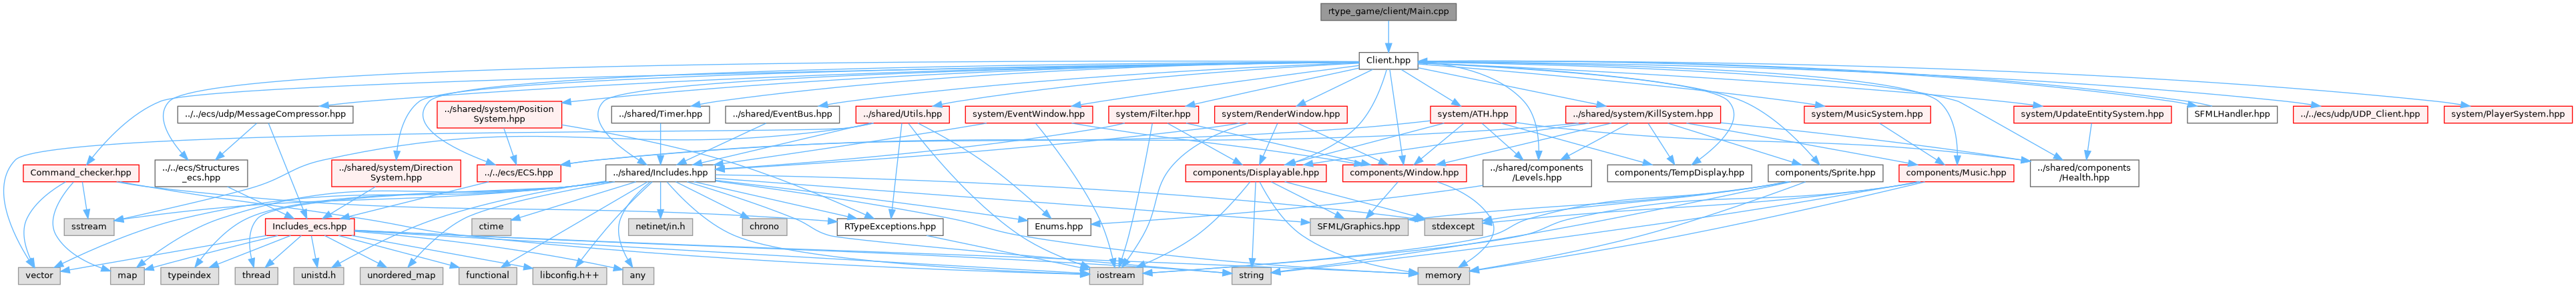 rtype_game/client/Main.cpp
Client.hpp
../../ecs/udp/MessageCompressor.hpp
../shared/system/Position
System.hpp
../shared/Timer.hpp
../shared/EventBus.hpp
../shared/Utils.hpp
system/EventWindow.hpp
system/Filter.hpp
system/RenderWindow.hpp
system/ATH.hpp
../shared/system/KillSystem.hpp
system/MusicSystem.hpp
system/UpdateEntitySystem.hpp
SFMLHandler.hpp
../../ecs/udp/UDP_Client.hpp
system/PlayerSystem.hpp
Command_checker.hpp
../../ecs/Structures
_ecs.hpp
../shared/system/Direction
System.hpp
../../ecs/ECS.hpp
../shared/Includes.hpp
components/Displayable.hpp
components/Window.hpp
../shared/components
/Levels.hpp
components/TempDisplay.hpp
components/Sprite.hpp
components/Music.hpp
../shared/components
/Health.hpp
sstream
Includes_ecs.hpp
ctime
netinet/in.h
chrono
RTypeExceptions.hpp
Enums.hpp
SFML/Graphics.hpp
stdexcept
vector
map
typeindex
thread
unistd.h
unordered_map
functional
libconfig.h++
any
iostream
string
memory